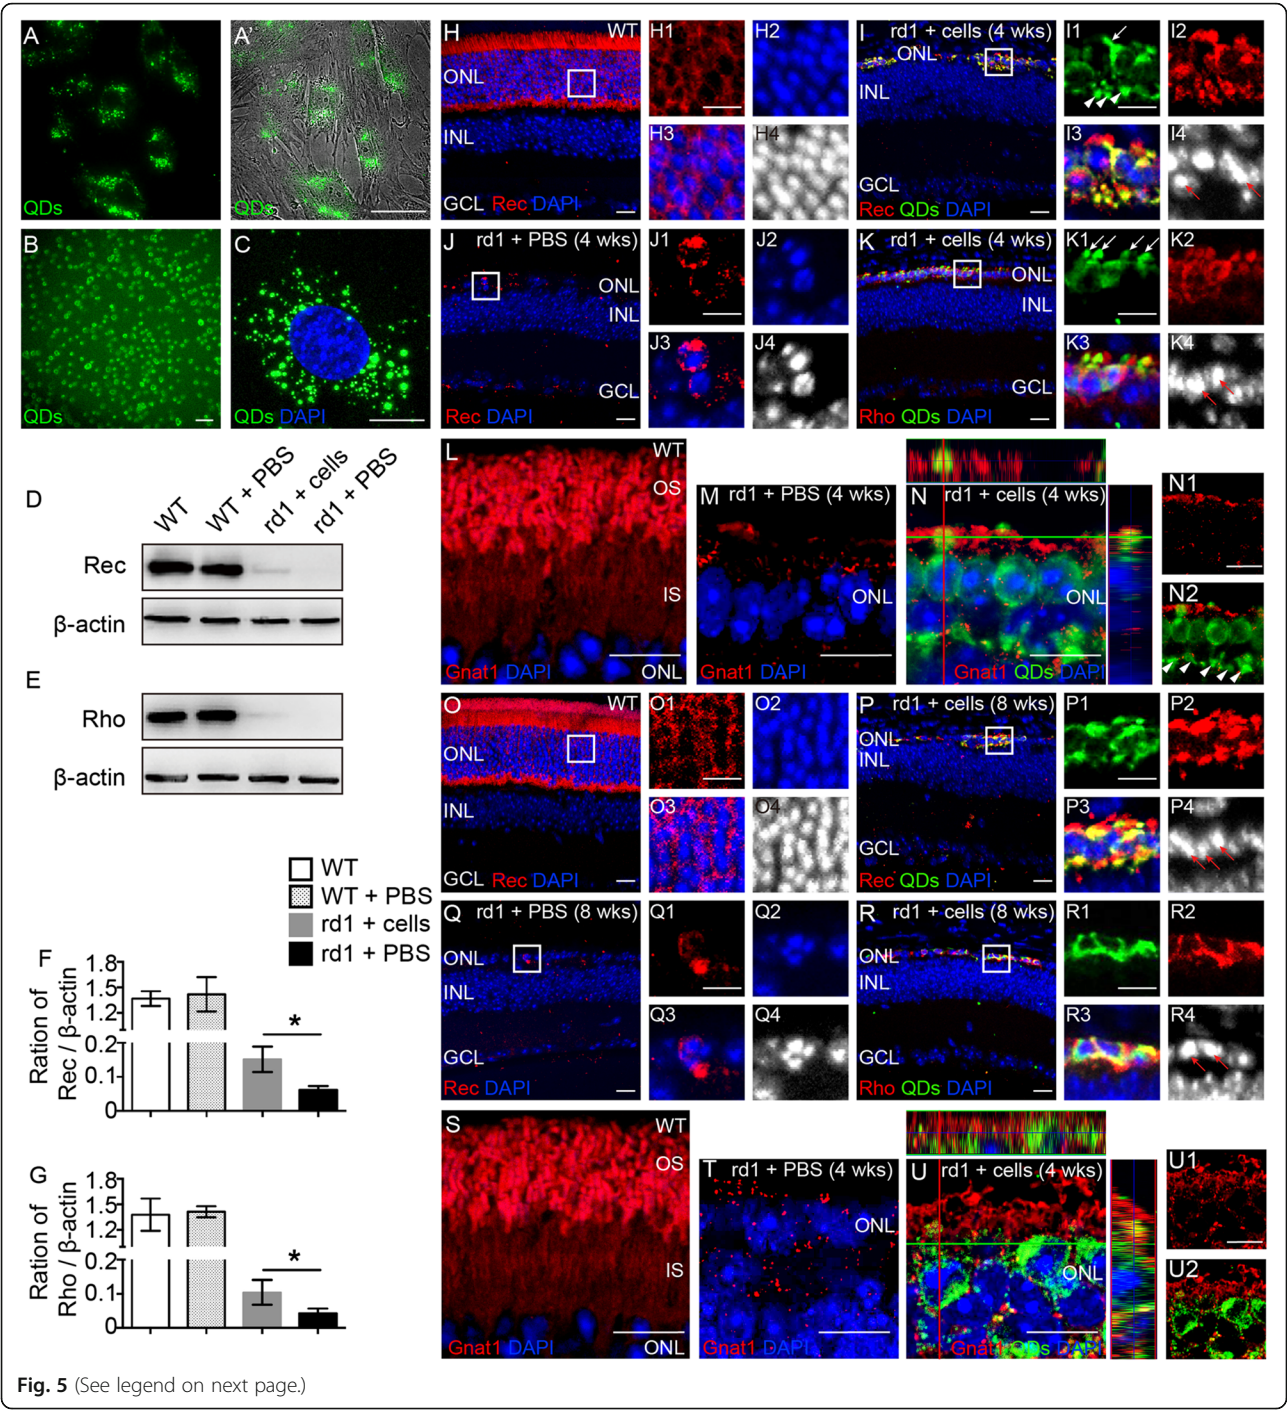 A
QDs
A'
QDs
B
QDs
C
QDs DAPI
H
WT
ONL
INL
GCL Rec DAPI
H1
H2
H3
H4
I
rd1 + cells (4 wks)
ONL
INL
GCL
Rec QDs DAPI
I1
I2
I3
I4
J
rd1 + PBS (4 wks)
ONL
INL
GCL
Rec DAPI
J1
J2
J3
J4
K
rd1 + cells (4 wks)
ONL
INL
GCL
Rho QDs DAPI
K1
K2
K3
K4
D
WT
WT + PBS
rd1 + cells
rd1 + PBS
Rec
β-actin
E
Rho
β-actin
WT
WT + PBS
rd1 + cells
rd1 + PBS
F
Ration of
Rec / β-actin
1.8
1.5
1.2
0.2
0.1
0
*
G
Ration of
Rho / β-actin
1.8
1.5
1.2
0.2
0.1
0
*
L
WT
OS
IS
Gnat1 DAPI
ONL
M
rd1 + PBS (4 wks)
ONL
Gnat1 DAPI
N
rd1 + cells (4 wks)
ONL
Gnat1 QDs DAPI
N1
N2
O
WT
ONL
INL
GCL Rec DAPI
O1
O2
O3
O4
P
rd1 + cells (8 wks)
ONL
INL
GCL
Rec QDs DAPI
P1
P2
P3
P4
Q
rd1 + PBS (8 wks)
ONL
INL
GCL
Rec DAPI
Q1
Q2
Q3
Q4
R
rd1 + cells (8 wks)
ONL
INL
GCL
Rho QDs DAPI
R1
R2
R3
R4
S
WT
OS
IS
Gnat1 DAPI
ONL
T
rd1 + PBS (4 wks)
ONL
Gnat1 DAPI
U
rd1 + cells (4 wks)
ONL
Gnat1 QDs DAPI
U1
U2
Fig. 5 (See legend on next page.)